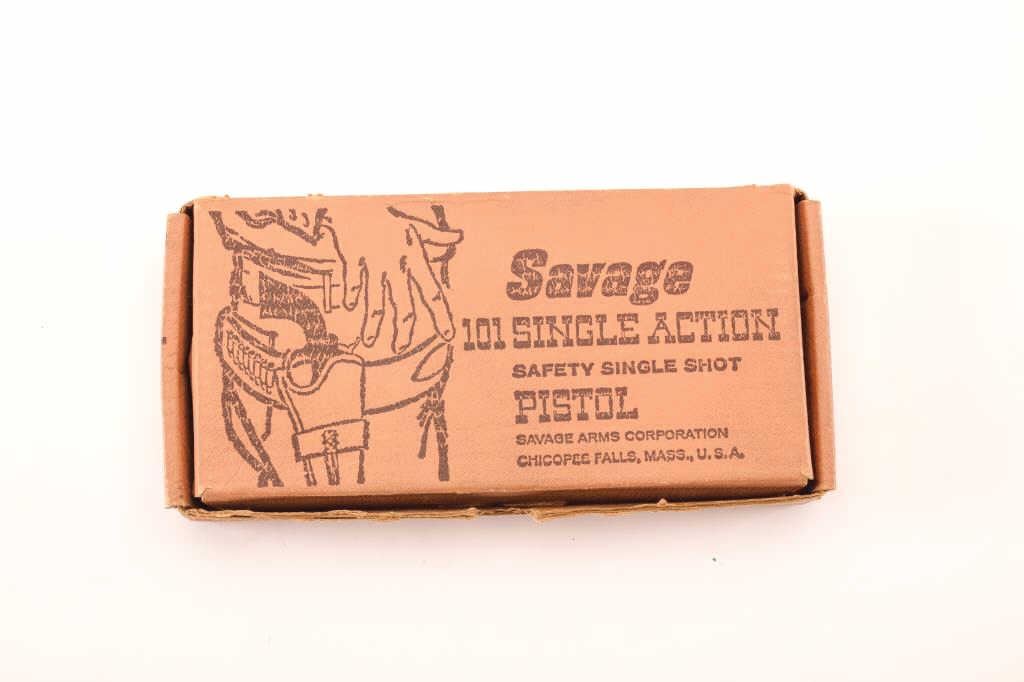 Savage
101 SINGLE ACTION
SAFETY SINGLE SHOT
PISTOL
SAVAGE ARMS CORPORATION
CHICOPEE FALLS, MASS., U.S.A.